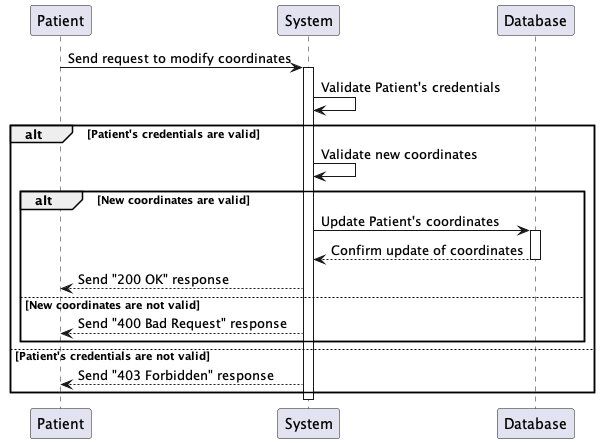 Patient
System
Database
Send request to modify coordinates
Validate Patient's credentials
alt
[Patient's credentials are valid]
Validate new coordinates
alt
[New coordinates are valid]
Update Patient's coordinates
Confirm update of coordinates
Send "200 OK" response
[New coordinates are not valid]
Send "400 Bad Request" response
[Patient's credentials are not valid]
Send "403 Forbidden" response
Patient
System
Database